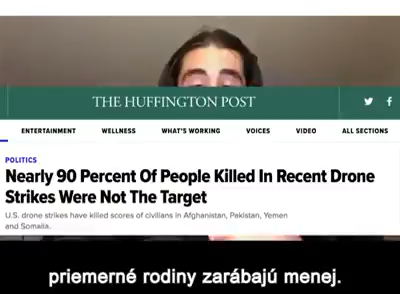 THE HUFFINGTON POST
ENTERTAINMENT WELLNESS WHAT'S WORKING VOICES VIDEO ALL SECTIONS
POLITICS
Nearly 90 Percent Of People Killed In Recent Drone
Strikes Were Not The Target
U.S. drone strikes have killed scores of civilians in Afghanistan, Pakistan, Yemen
and Somalia.
priemerné rodiny zarábajú menej.